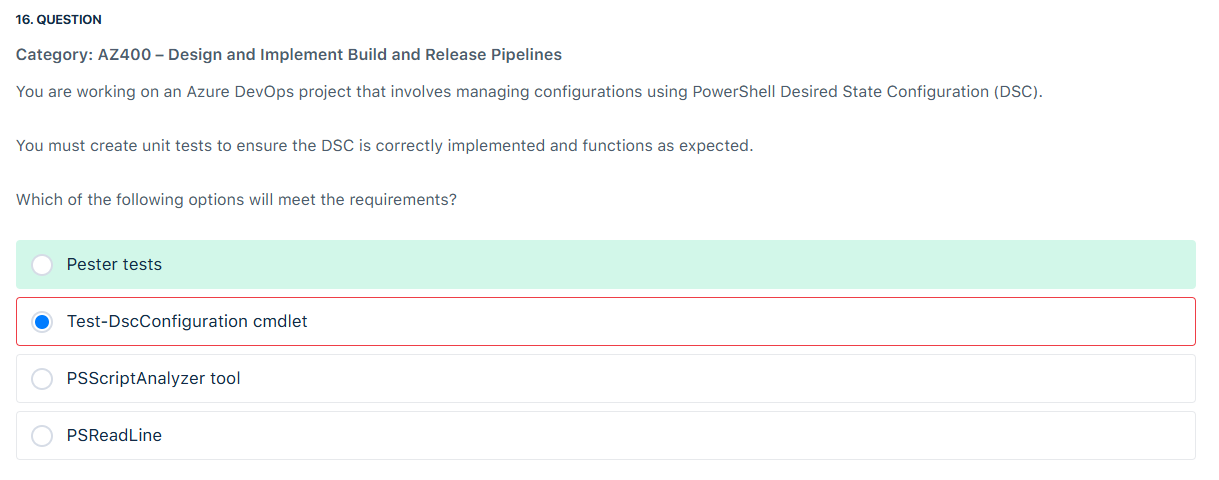 16. QUESTION
Category: AZ400 – Design and Implement Build and Release Pipelines
You are working on an Azure DevOps project that involves managing configurations using PowerShell Desired State Configuration (DSC).
You must create unit tests to ensure the DSC is correctly implemented and functions as expected.
Which of the following options will meet the requirements?
Pester tests
Test-DscConfiguration cmdlet
PSScriptAnalyzer tool
PSReadLine